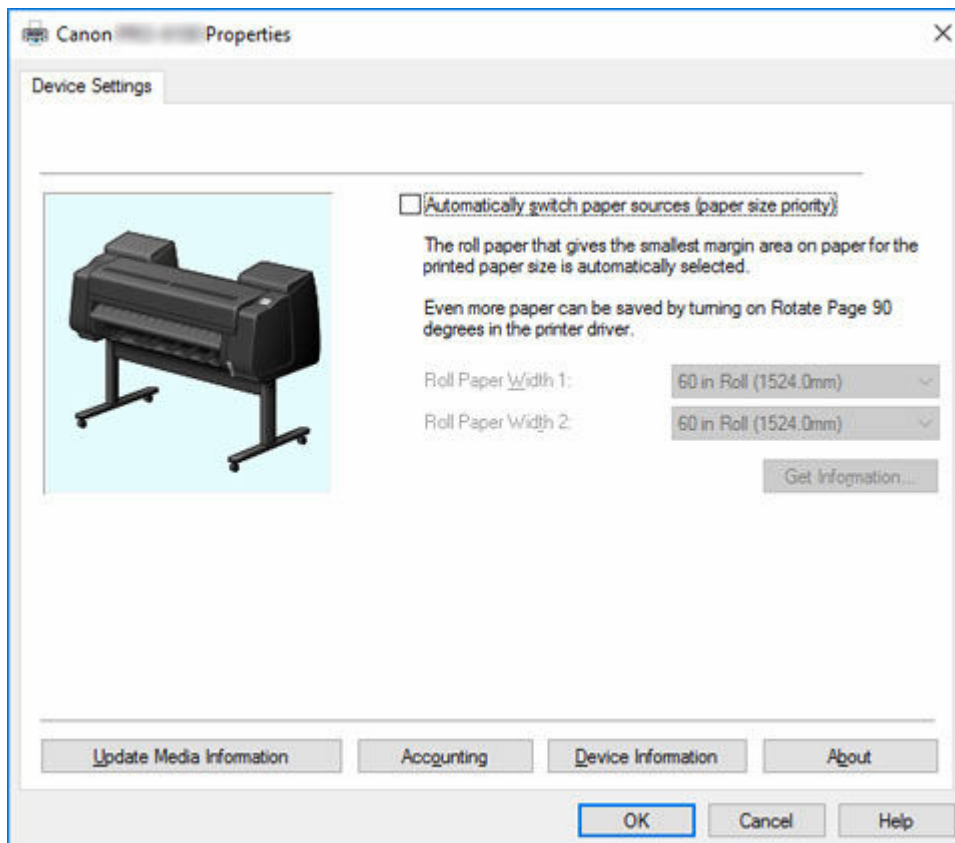 Canon Properties
Device Settings
Automatically switch paper sources (paper size priority)
The roll paper that gives the smallest margin area on paper for the
printed paper size is automatically selected.
Even more paper can be saved by turning on Rotate Page 90
degrees in the printer driver.
Roll Paper Width 1:
60 in Roll (1524.0mm)
Roll Paper Width 2:
60 in Roll (1524.0mm)
Get Information...
Update Media Information
Accounting
Device Information
About
OK
Cancel
Help